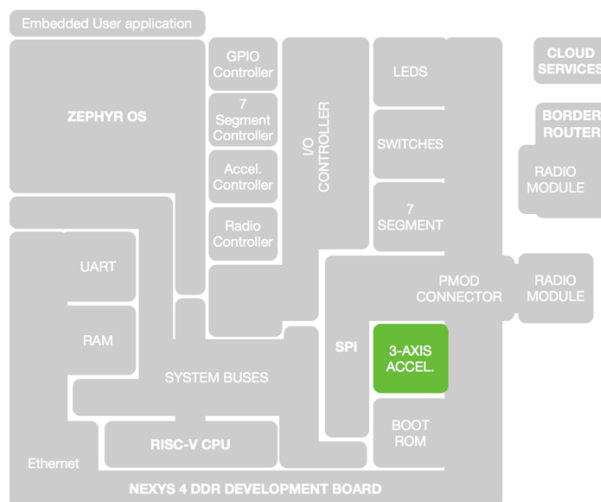 Embedded User application
ZEPHYR OS
GPIO
Controller
7
Segment
Controller
Accel.
Controller
Radio
Controller
I/O
CONTROLLER
LEDS
SWITCHES
7
SEGMENT
CLOUD
SERVICES
BORDER
ROUTER
RADIO
MODULE
UART
RAM
SYSTEM BUSES
SPI
PMOD
CONNECTOR
RADIO
MODULE
3-AXIS
ACCEL.
BOOT
ROM
RISC-V CPU
Ethernet
NEXYS 4 DDR DEVELOPMENT BOARD